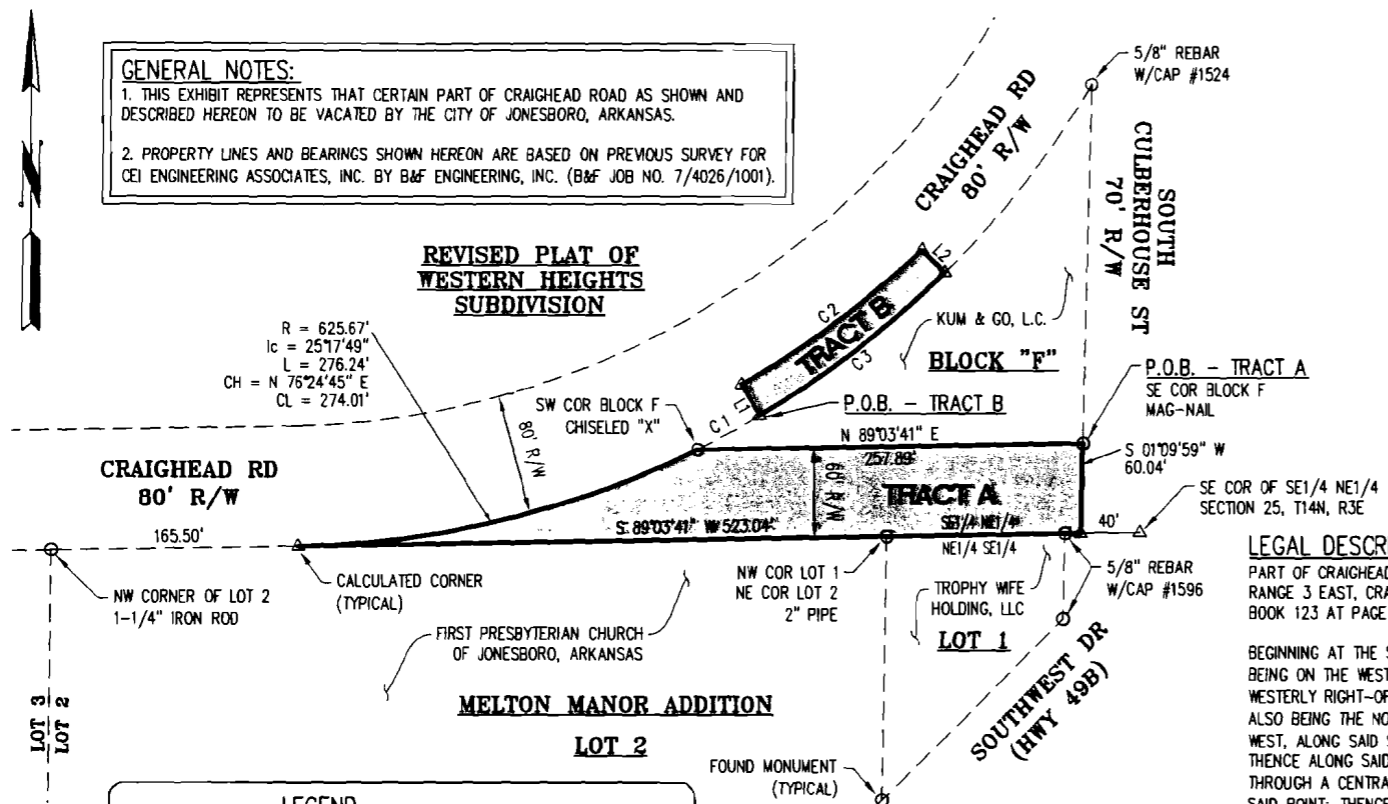 GENERAL NOTES:
1. THIS EXHIBIT REPRESENTS THAT CERTAIN PART OF CRAIGHEAD ROAD AS SHOWN AND
DESCRIBED HEREON TO BE VACATED BY THE CITY OF JONESBORO, ARKANSAS.
2. PROPERTY LINES AND BEARINGS SHOWN HEREON ARE BASED ON PREVIOUS SURVEY FOR
CEI ENGINEERING ASSOCIATES, INC. BY B&F ENGINEERING, INC. (B&F JOB NO. 7/4026/1001).
N
5/8" REBAR
W/CAP #1524
CRAIGHEAD RD
80' R/W
SOUTH
CULBERHOUSE ST
70' R/W
REVISED PLAT OF
WESTERN HEIGHTS
SUBDIVISION
R = 625.67'
lc = 25°17'49"
L = 276.24'
CH = N 76°24'45" E
CL = 274.01'
L2
C2
TRACT B
C3
L1
C1
KUM & GO, L.C.
BLOCK "F"
P.O.B. - TRACT A
SE COR BLOCK F
MAG-NAIL
SW COR BLOCK F
CHISELED "X"
P.O.B. - TRACT B
80' R/W
N 89°03'41" E
257.89'
S 01°09'59" W
60.04'
CRAIGHEAD RD
80' R/W
60' R/W
TRACT A
SE COR OF SE1/4 NE1/4
SECTION 25, T14N, R3E
165.50'
S 89°03'41" W 523.04'
SE1/4 NE1/4
NE1/4 SE1/4
40'
NW CORNER OF LOT 2
1-1/4" IRON ROD
CALCULATED CORNER
(TYPICAL)
NW COR LOT 1
NE COR LOT 2
2" PIPE
TROPHY WIFE
HOLDING, LLC
5/8" REBAR
W/CAP #1596
FIRST PRESBYTERIAN CHURCH
OF JONESBORO, ARKANSAS
LOT 1
SOUTHWEST DR
(HWY 49B)
MELTON MANOR ADDITION
LOT 2
LOT 3
LOT 2
FOUND MONUMENT
(TYPICAL)
LEGEND
LEGAL DESCR
PART OF CRAIGHEAD
RANGE 3 EAST, CRA
BOOK 123 AT PAGE
BEGINNING AT THE S
BEING ON THE WEST
WESTERLY RIGHT-OF
ALSO BEING THE NO
WEST, ALONG SAID S
THENCE ALONG SAID
THROUGH A CENTRA
SAID POINT; THENCE